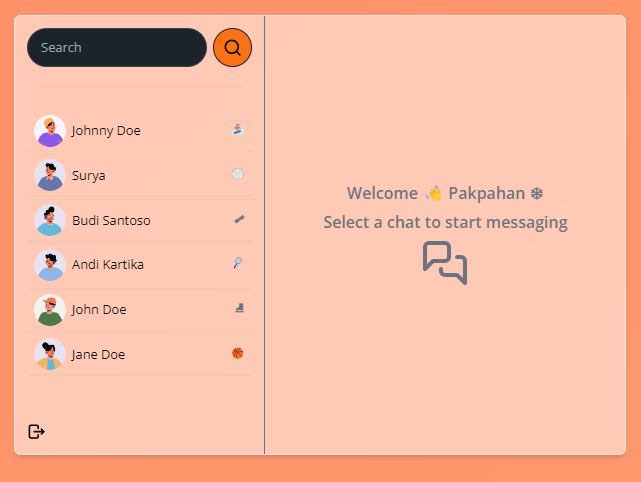 Search
Johnny Doe
Surya
Budi Santoso
Andi Kartika
John Doe
Jane Doe
Welcome 👋 Pakpahan ❄
Select a chat to start messaging